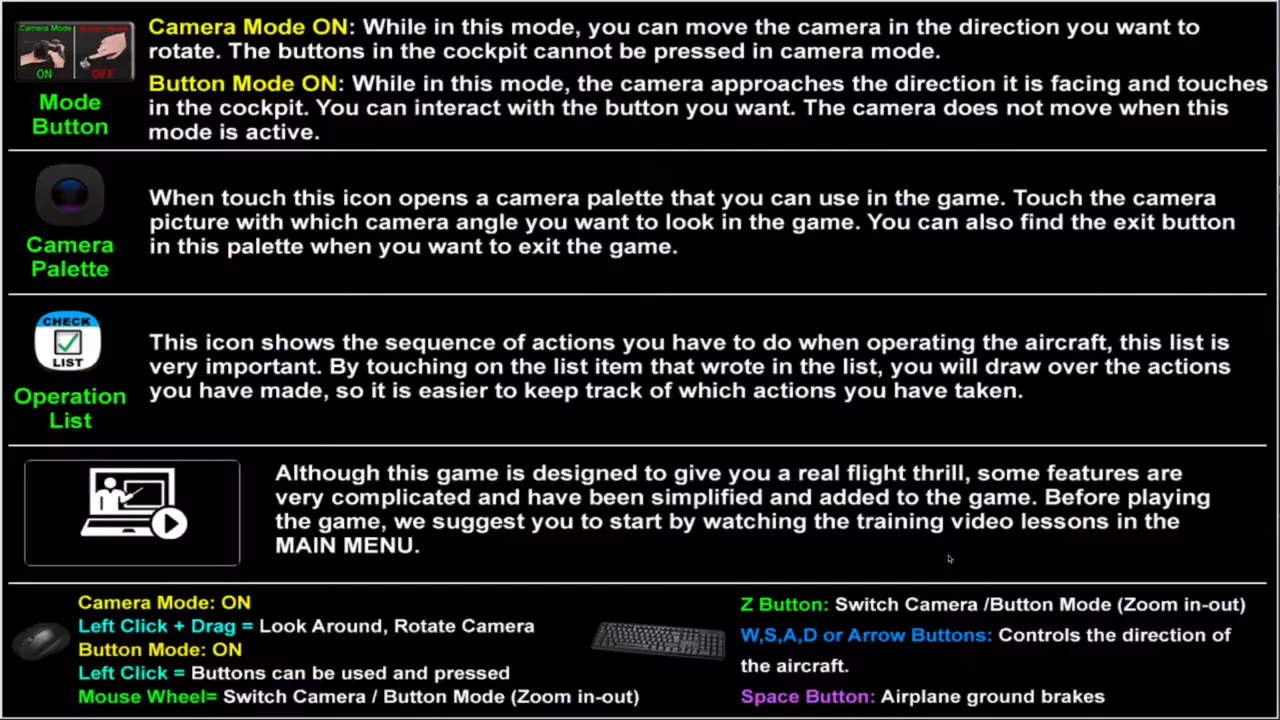 Camera Mode
ON OFF
Mode
Button
Camera Mode ON: While in this mode, you can move the camera in the direction you want to
rotate. The buttons in the cockpit cannot be pressed in camera mode.
Button Mode ON: While in this mode, the camera approaches the direction it is facing and touches
in the cockpit. You can interact with the button you want. The camera does not move when this
mode is active.
Camera
Palette
When touch this icon opens a camera palette that you can use in the game. Touch the camera
picture with which camera angle you want to look in the game. You can also find the exit button
in this palette when you want to exit the game.
CHECK
LIST
Operation
List
This icon shows the sequence of actions you have to do when operating the aircraft, this list is
very important. By touching on the list item that wrote in the list, you will draw over the actions
you have made, so it is easier to keep track of which actions you have taken.
Although this game is designed to give you a real flight thrill, some features are
very complicated and have been simplified and added to the game. Before playing
the game, we suggest you to start by watching the training video lessons in the
MAIN MENU.
Camera Mode: ON
Left Click + Drag = Look Around, Rotate Camera
Button Mode: ON
Left Click = Buttons can be used and pressed
Mouse Wheel= Switch Camera / Button Mode (Zoom in-out)
Z Button: Switch Camera /Button Mode (Zoom in-out)
W,S,A,D or Arrow Buttons: Controls the direction of
the aircraft.
Space Button: Airplane ground brakes